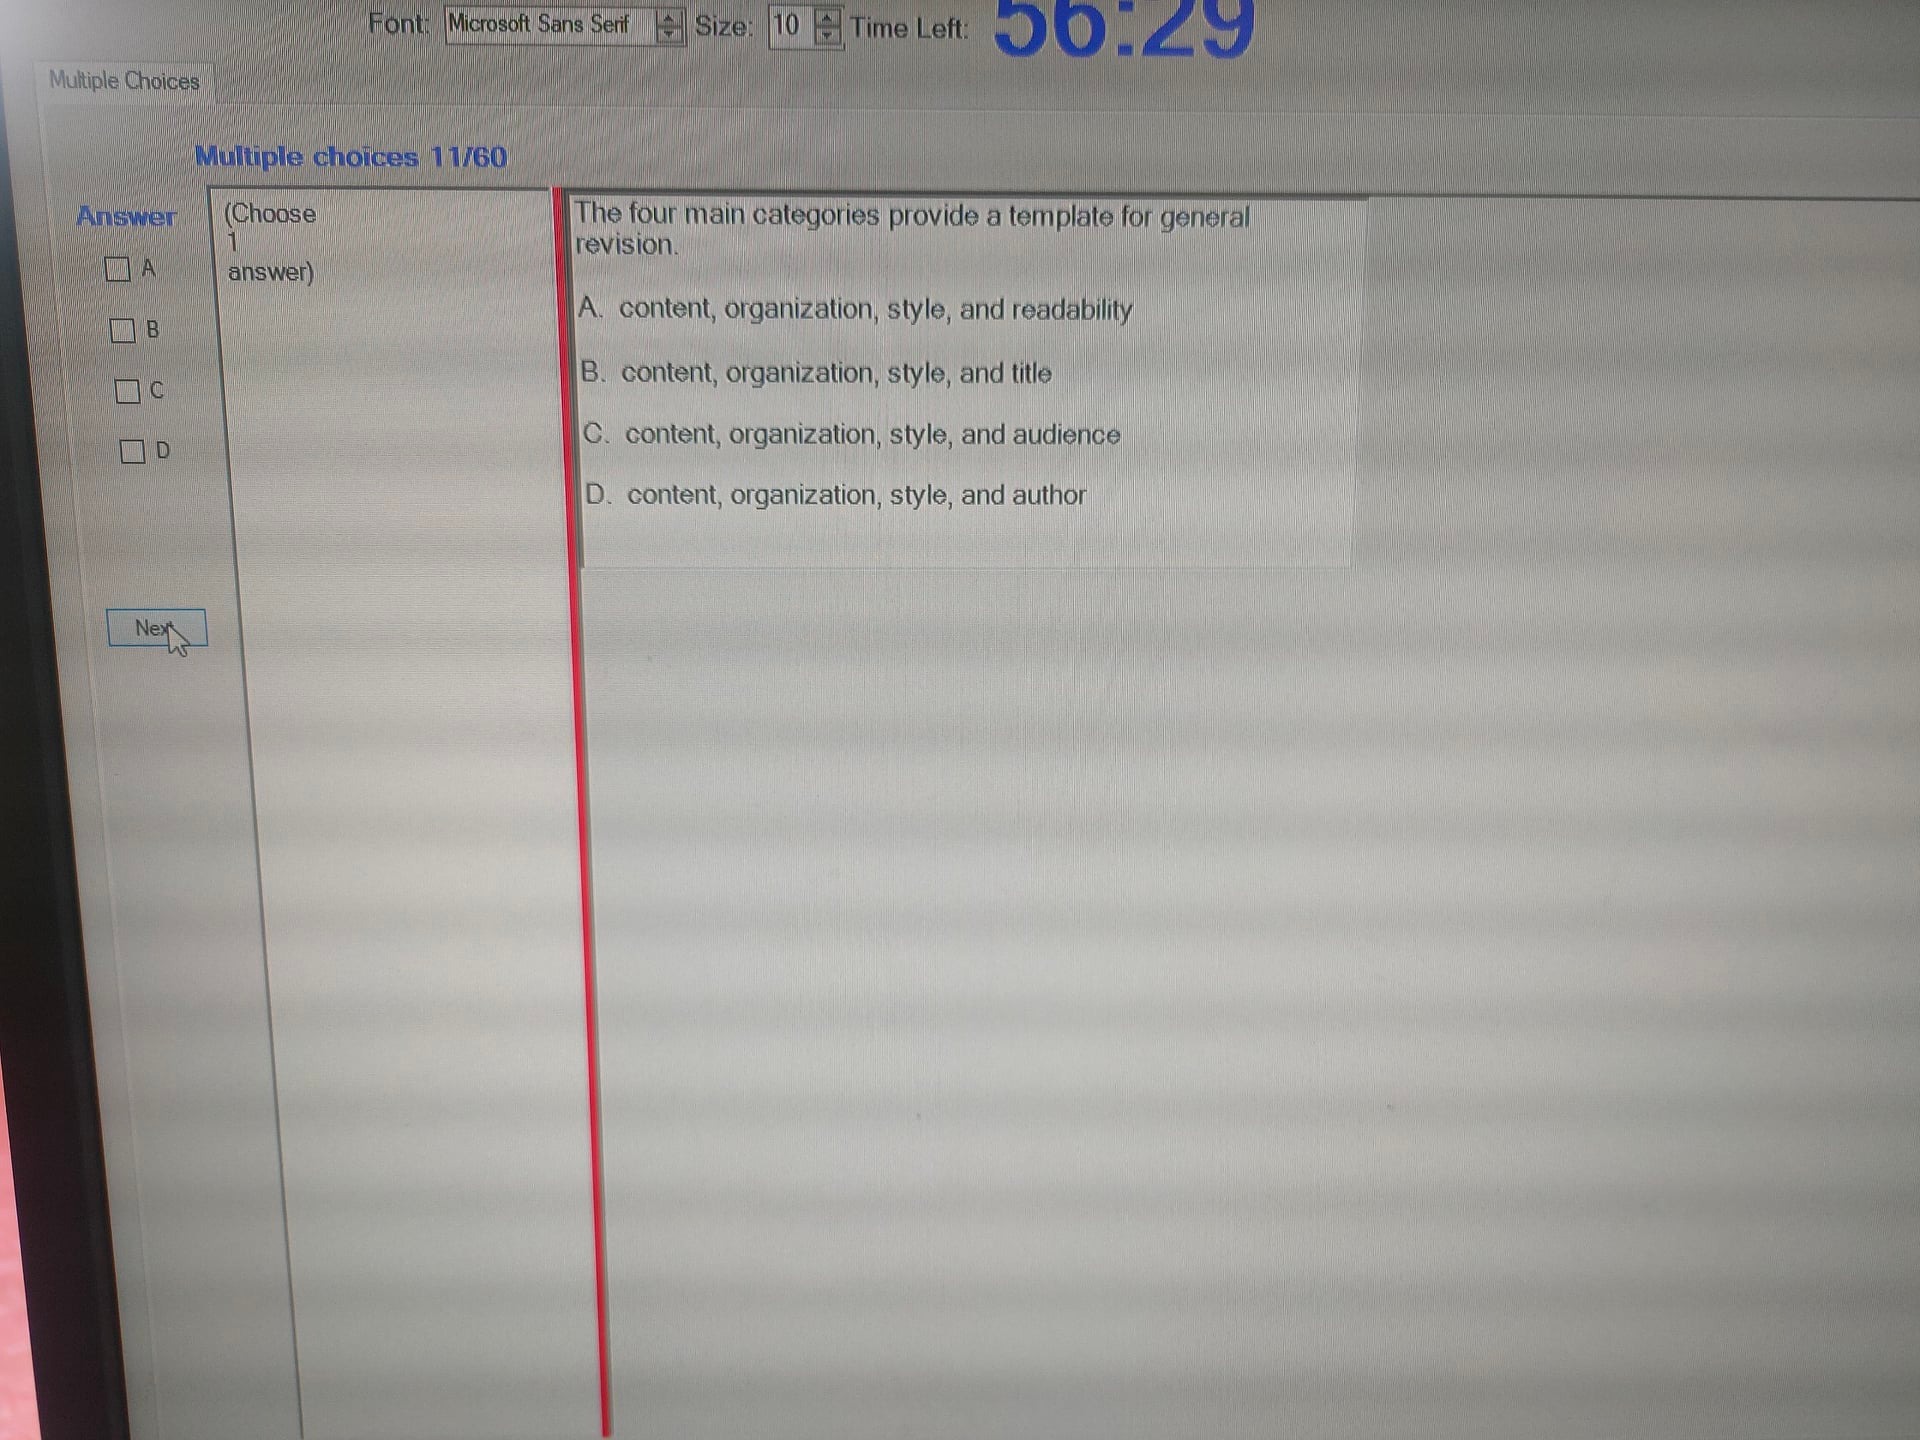 Font: Microsoft Sans Serif Size: 10 Time Left: 56:29
Multiple Choices
Multiple choices 11/60
Answer
A
B
C
D
Next
(Choose
1
answer)
The four main categories provide a template for general
revision.
A. content, organization, style, and readability
B. content, organization, style, and title
C. content, organization, style, and audience
D. content, organization, style, and author